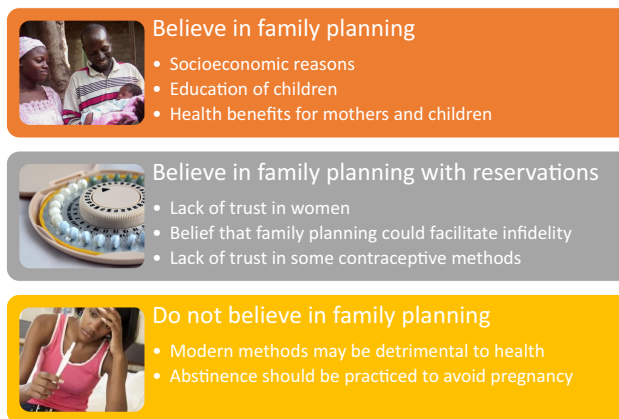 Believe in family planning
• Socioeconomic reasons
• Education of children
• Health benefits for mothers and children
Believe in family planning with reservations
• Lack of trust in women
• Belief that family planning could facilitate infidelity
• Lack of trust in some contraceptive methods
Do not believe in family planning
• Modern methods may be detrimental to health
• Abstinence should be practiced to avoid pregnancy